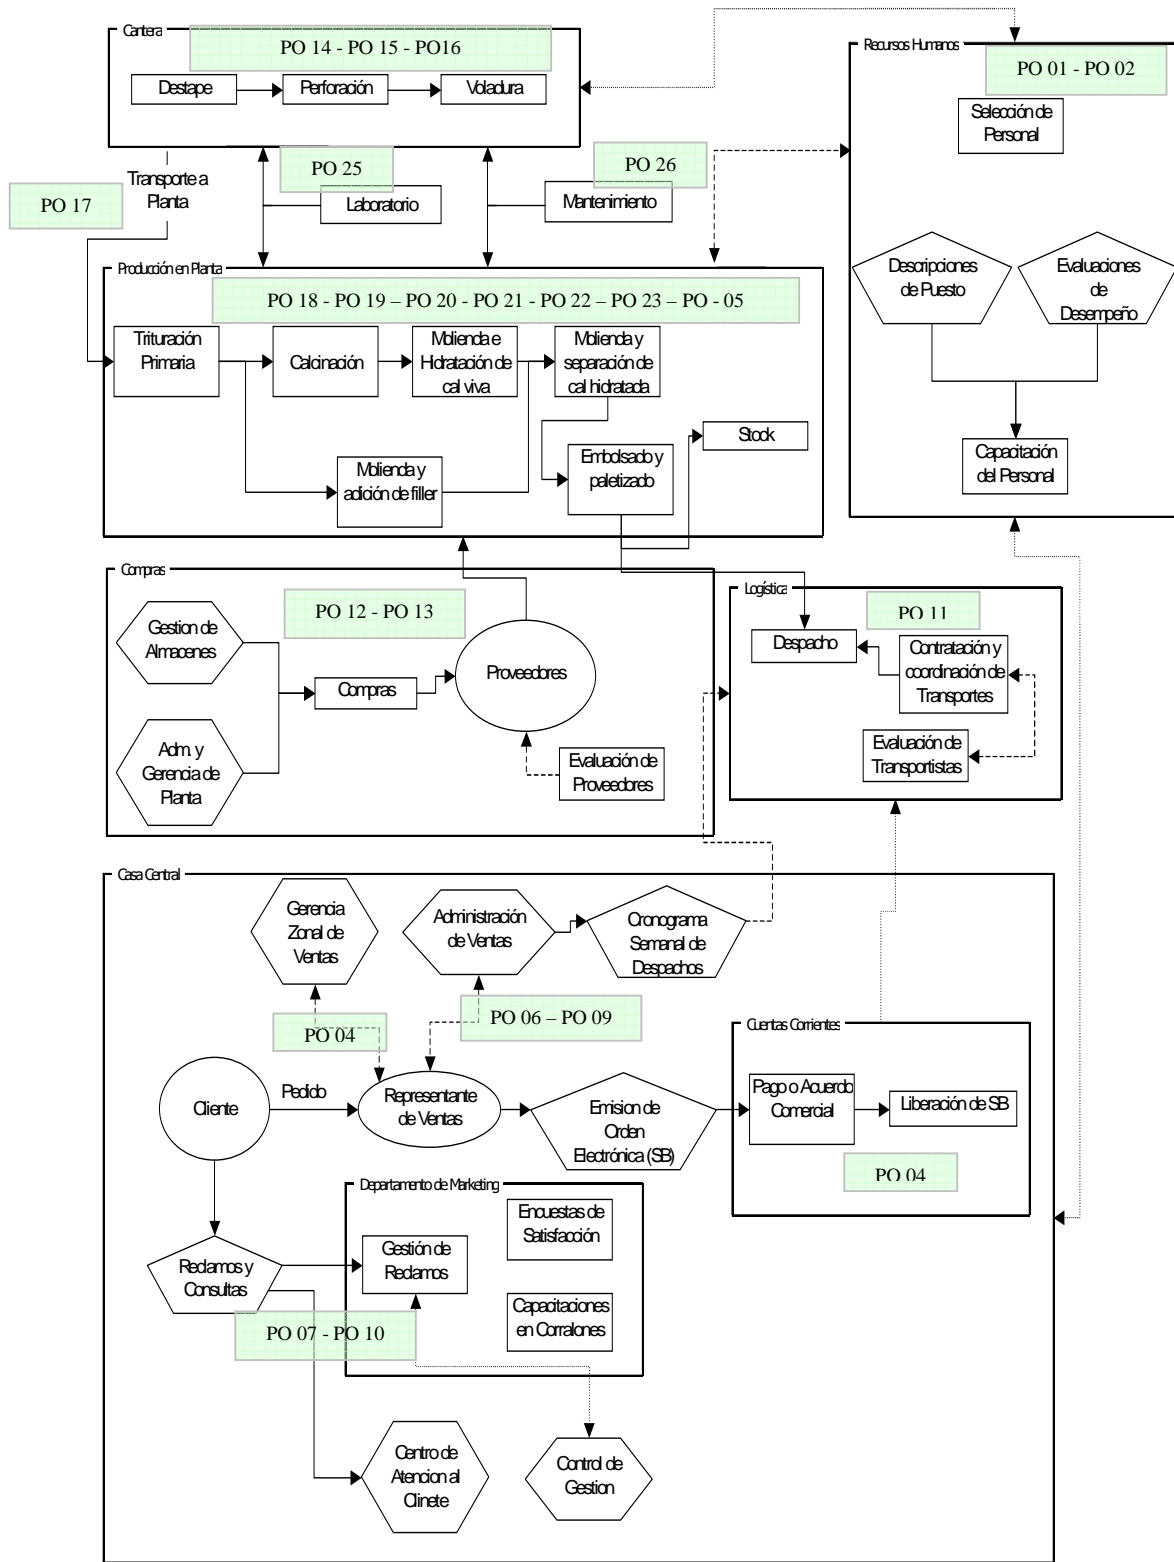 Cantera
PO 14 - PO 15 - PO16
Destape
Perforación
Voladura
Recursos Humanos
PO 01 - PO 02
Selección de
Personal
PO 25
PO 26
Transporte a
Planta
PO 17
Laboratorio
Mantenimiento
Descripciones
de Puesto
Evaluaciones
de
Desempeño
Capacitación
del Personal
Producción en Planta
PO 18 - PO 19 – PO 20 - PO 21 - PO 22 – PO 23 – PO - 05
Trituración
Primaria
Calcinación
Molienda e
Hidratación de
cal viva
Molienda y
separación de
cal hidratada
Stock
Molienda y
adición de filler
Embolsado y
paletizado
Compras
PO 12 - PO 13
Gestion de
Almacenes
Compras
Proveedores
Adm. y
Gerencia de
Planta
Evaluación de
Proveedores
Logística
PO 11
Despacho
Contratación y
coordinación de
Transportes
Evaluación de
Transportistas
Casa Central
Gerencia
Zonal de
Ventas
Administración
de Ventas
Cronograma
Semanal de
Despachos
PO 04
PO 06 – PO 09
Cliente
Pedido
Representante
de Ventas
Emision de
Orden
Electrónica (SB)
Cuentas Corrientes
Pago o Acuerdo
Comercial
Liberación de SB
PO 04
Departamento de Marketing
Encuestas de
Satisfacción
Gestión de
Reclamos
Capacitaciones
en Corralones
Reclamos y
Consultas
PO 07 - PO 10
Centro de
Atencion al
Clinete
Control de
Gestion